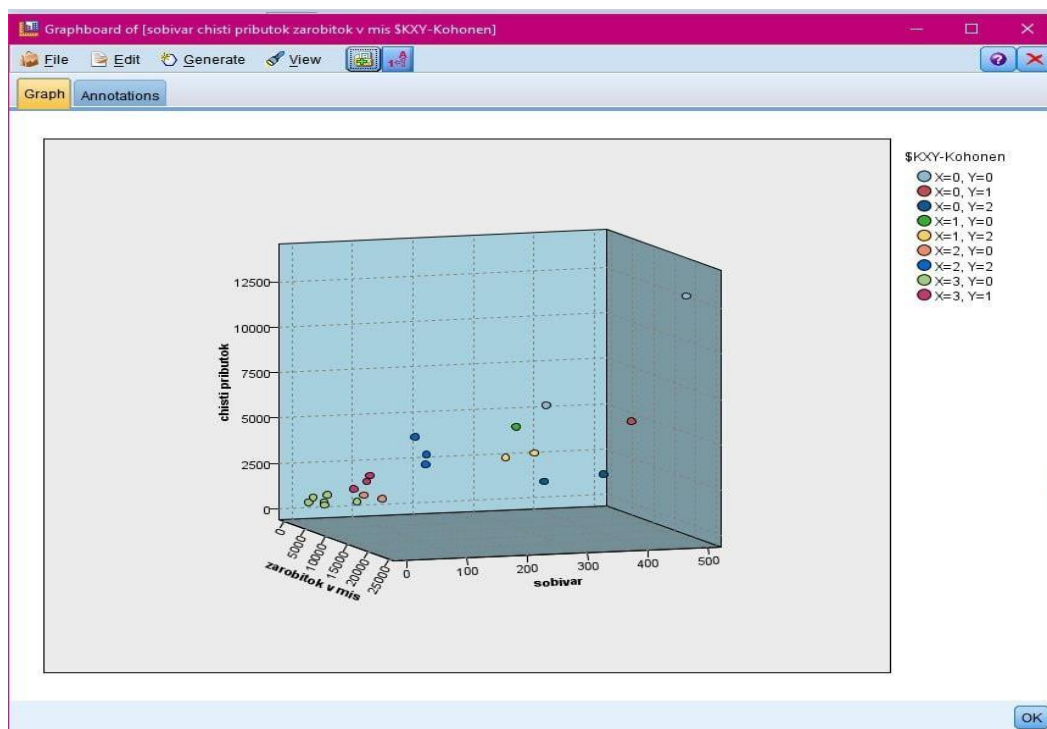 Graphboard of [sobivar chisti pributok zarobitok v mis $KXY-Kohonen]
File Edit Generate View
Graph Annotations
$KXY-Kohonen
X=0, Y=0
X=0, Y=1
X=0, Y=2
X=1, Y=0
X=1, Y=2
X=2, Y=0
X=2, Y=2
X=3, Y=0
X=3, Y=1
chisti pributok
12500
10000
7500
5000
2500
0
0
5000
10000
15000
20000
25000
zarobitok v mis
0 100 200 300 400 500
sobivar
OK